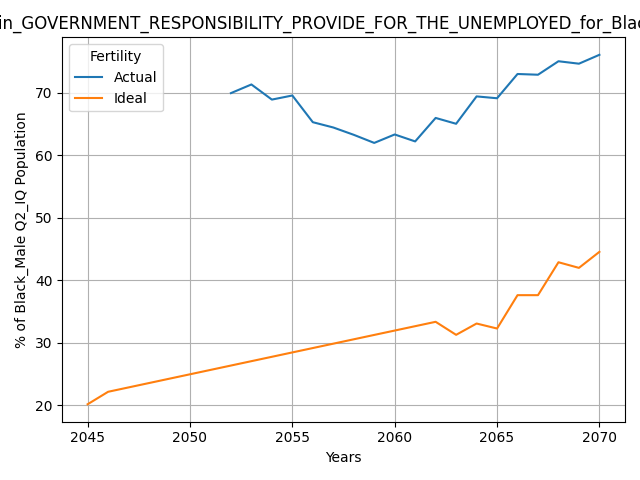 in_GOVERNMENT_RESPONSIBILITY_PROVIDE_FOR_THE_UNEMPLOYED_for_Blac
Fertility
Actual
Ideal
% of Black_Male Q2_IQ Population
70
60
50
40
30
20
2045
2050
2055
2060
2065
2070
Years